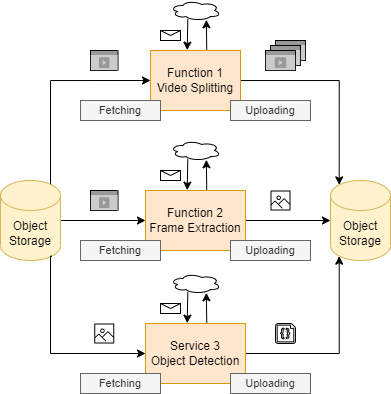 Function 1
Video Splitting
Fetching
Uploading
Object
Storage
Function 2
Frame Extraction
Object
Storage
Fetching
Uploading
Service 3
Object Detection
{}
Fetching
Uploading